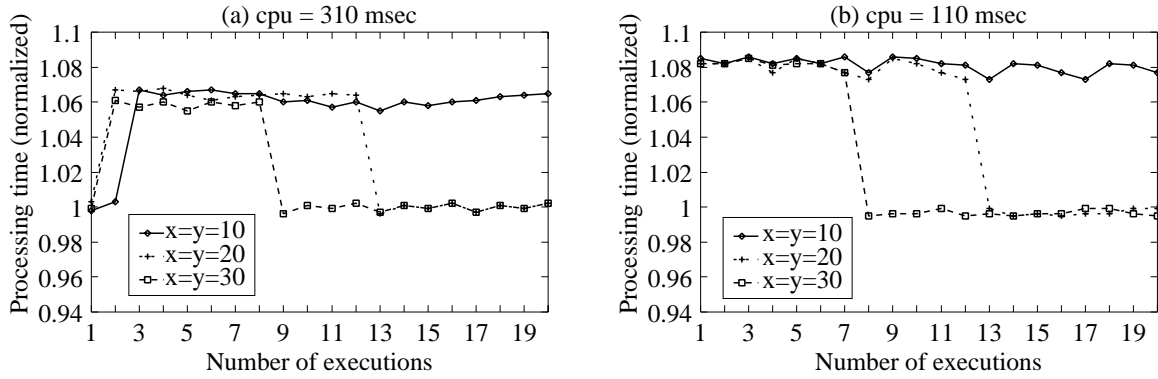 (a) cpu = 310 msec
Processing time (normalized)
1.1
1.08
1.06
1.04
1.02
1
0.98
0.96
0.94
x=y=10
x=y=20
x=y=30
1 3 5 7 9 11 13 15 17 19
Number of executions
(b) cpu = 110 msec
Processing time (normalized)
1.1
1.08
1.06
1.04
1.02
1
0.98
0.96
0.94
x=y=10
x=y=20
x=y=30
1 3 5 7 9 11 13 15 17 19
Number of executions